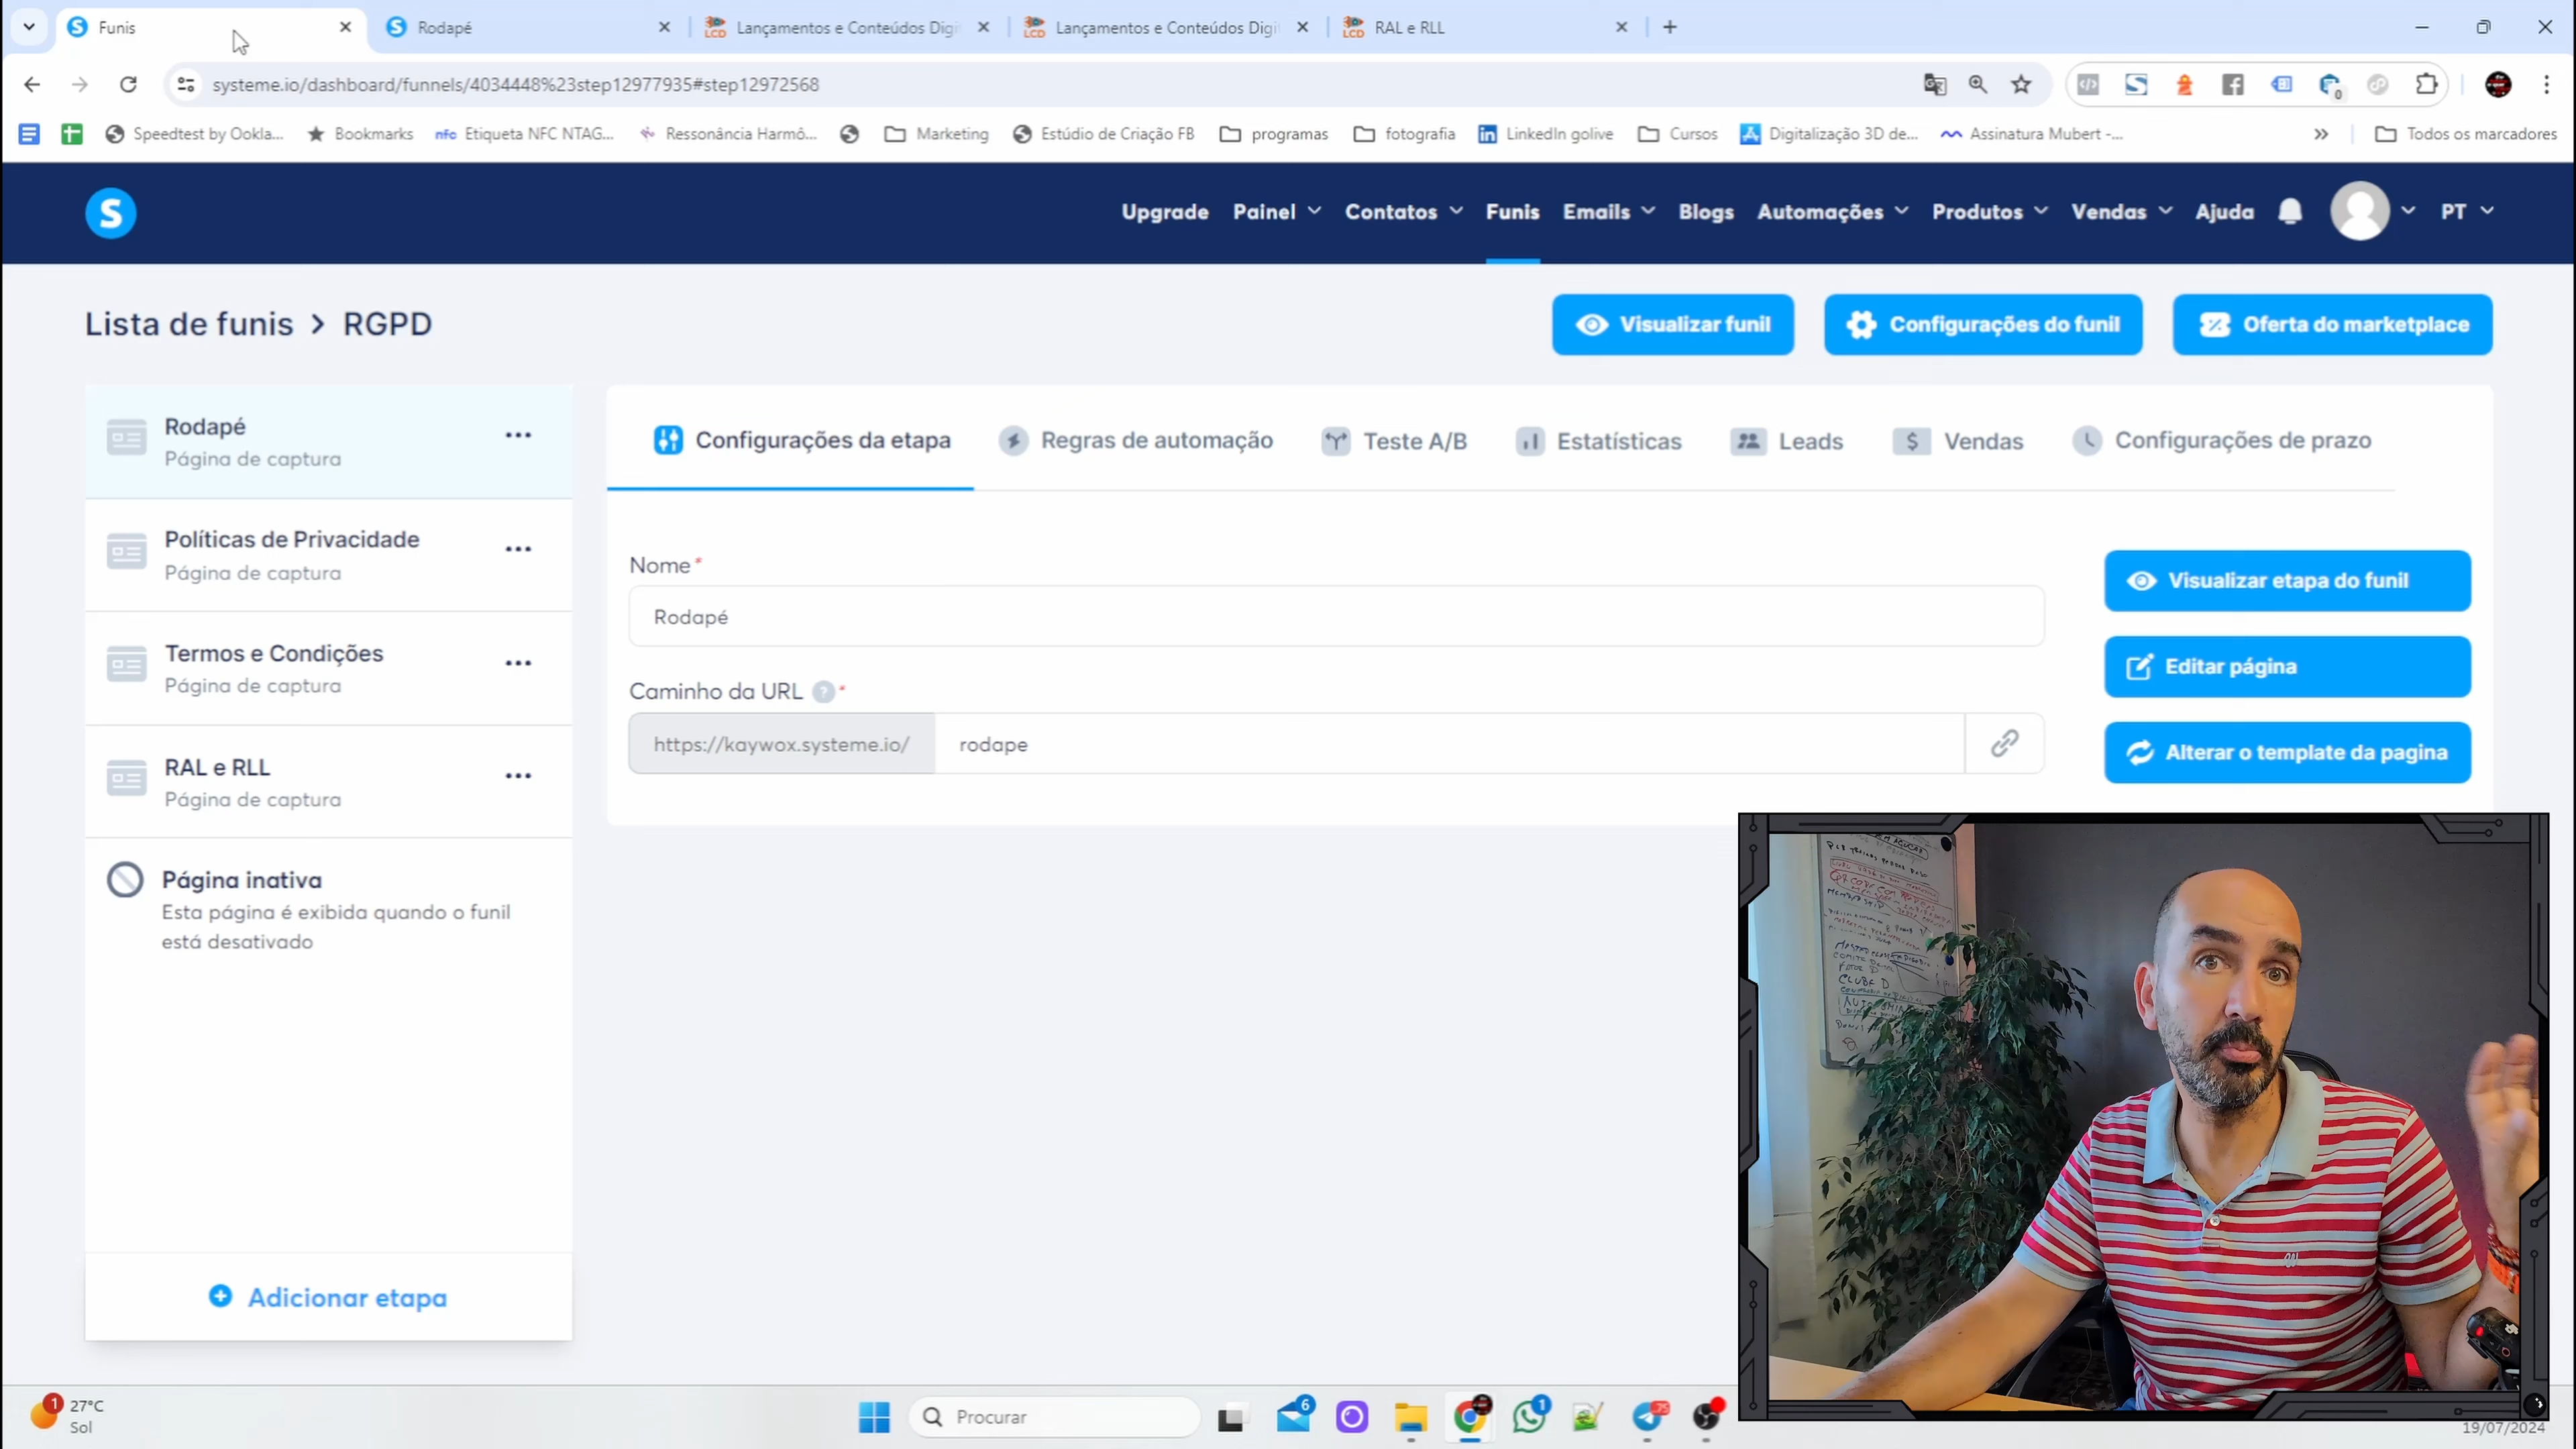 Funis
Rodapé
Lançamentos e Conteúdos Digi
Lançamentos e Conteúdos Digi
RAL e RLL
systeme.io/dashboard/funnels/4034448%23step12977935#step12972568
0
Speedtest by Ookla...
Bookmarks
nfc Etiqueta NFC NTAG...
Ressonância Harmô...
Marketing
Estúdio de Criação FB
programas
fotografia
LinkedIn golive
Cursos
Digitalização 3D de...
Assinatura Mubert -...
Todos os marcadores
S
Upgrade
Painel
Contatos
Funis
Emails
Blogs
Automações
Produtos
Vendas
Ajuda
PT
Lista de funis > RGPD
Visualizar funil
Configurações do funil
Oferta do marketplace
Rodapé
Página de captura
Políticas de Privacidade
Página de captura
Termos e Condições
Página de captura
RAL e RLL
Página de captura
Página inativa
Esta página é exibida quando o funil
está desativado
Adicionar etapa
Configurações da etapa
Regras de automação
Teste A/B
Estatísticas
Leads
Vendas
Configurações de prazo
Nome*
Rodapé
Caminho da URL ? *
https://kaywox.systeme.io/
rodape
Visualizar etapa do funil
Editar página
Alterar o template da pagina
CLUBE D
1
27°C
Sol
Procurar
6
1
19/07/2024